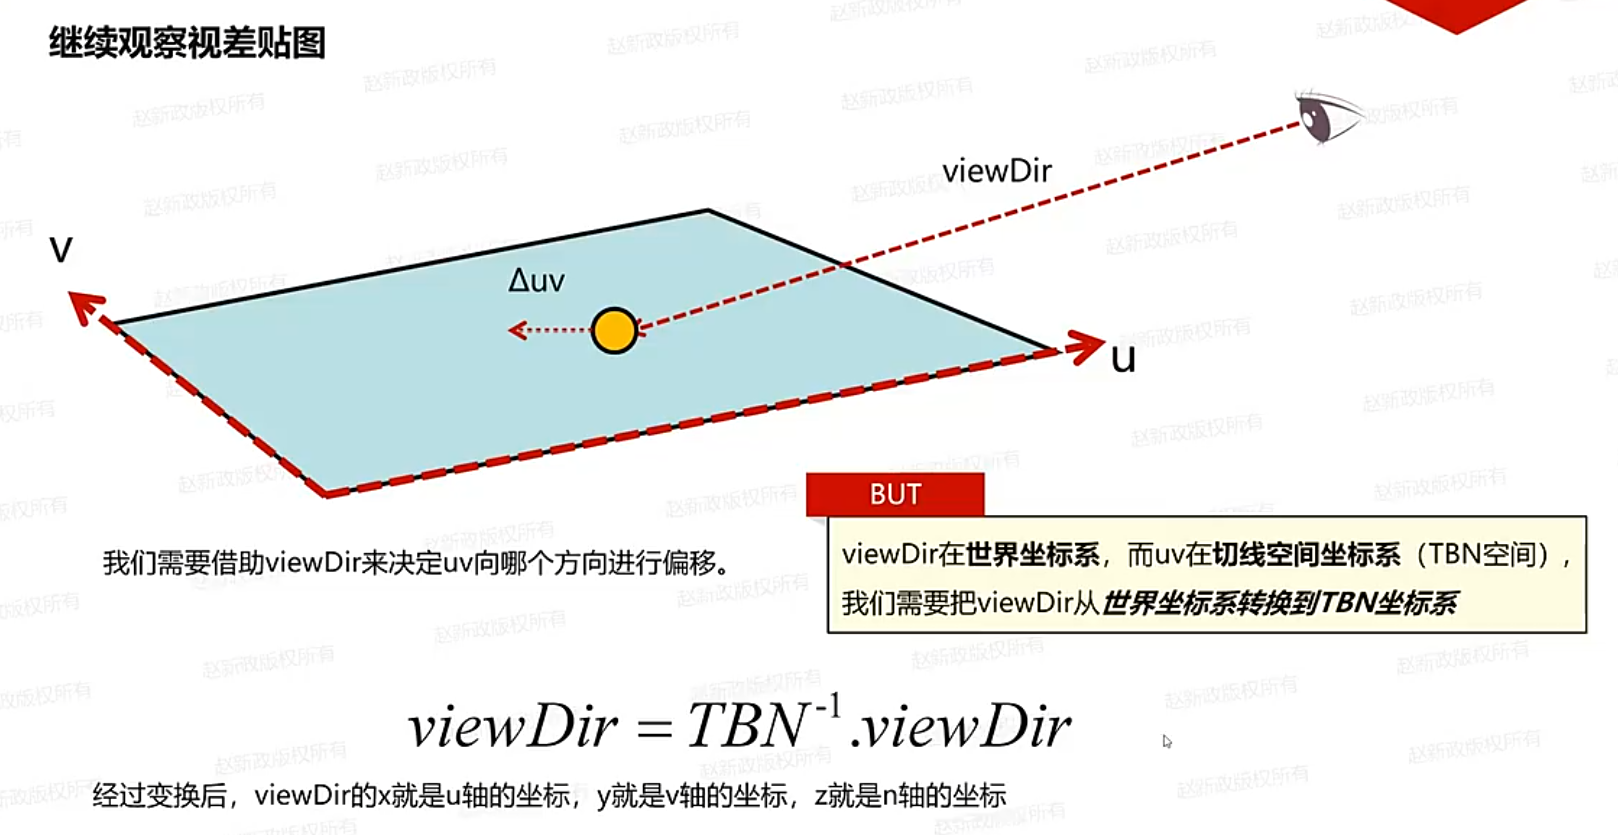 继续观察视差贴图
viewDir
v
Δuv
u
BUT
viewDir在世界坐标系，而uv在切线空间坐标系（TBN空间），
我们需要把viewDir从世界坐标系转换到TBN坐标系
我们需要借助viewDir来决定uv向哪个方向进行偏移。
viewDir = TBN⁻¹.viewDir
经过变换后，viewDir的x就是u轴的坐标，y就是v轴的坐标，z就是n轴的坐标
赵新政版权所有